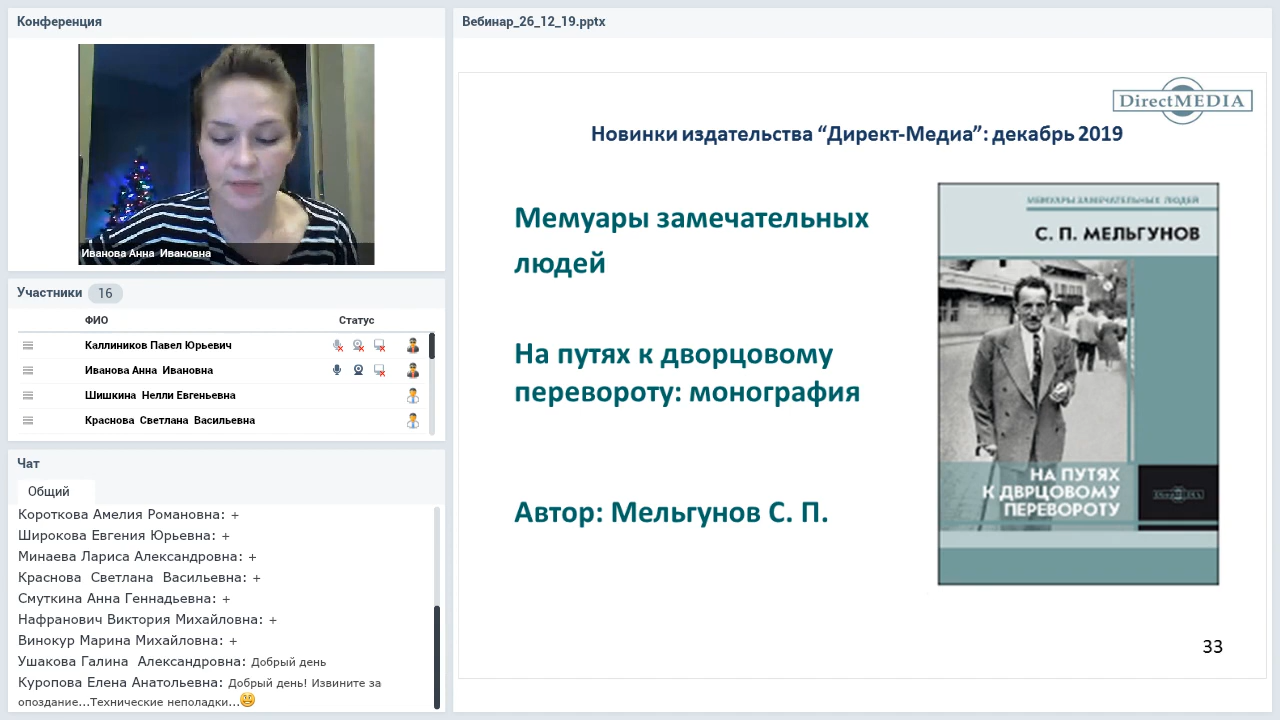 Конференция
Иванова Анна  Ивановна
Участники 16
ФИО Статус
Каллиников Павел Юрьевич
Иванова Анна  Ивановна
Шишкина  Нелли Евгеньевна
Краснова  Светлана  Васильевна
Чат
Общий
Короткова Амелия Романовна: +
Широкова Евгения Юрьевна: +
Минаева Лариса Александровна: +
Краснова  Светлана  Васильевна: +
Смуткина Анна Геннадьевна: +
Нафранович Виктория Михайловна: +
Винокур Марина Михайловна: +
Ушакова Галина  Александровна: Добрый день
Куропова Елена Анатольевна: Добрый день! Извините за
опоздание...Технические неполадки...
Вебинар_26_12_19.pptx
DirectMEDIA
Новинки издательства “Директ-Медиа”: декабрь 2019
Мемуары замечательных
людей
На путях к дворцовому
перевороту: монография
Автор: Мельгунов С. П.
МЕМУАРЫ ЗАМЕЧАТЕЛЬНЫХ ЛЮДЕЙ
С. П. МЕЛЬГУНОВ
НА ПУТЯХ
К ДВРЦОВОМУ
ПЕРЕВОРОТУ
DirectMEDIA
33